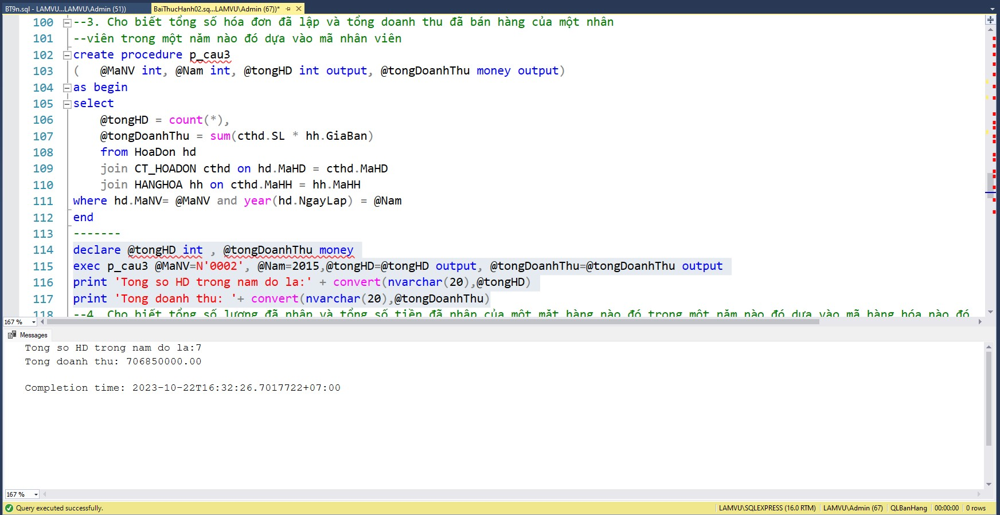 BT9n.sql - LAMVU...LAMVU\Admin (51))
BaiThucHanh02.sq...LAMVU\Admin (67))*
100 --3. Cho biết tổng số hóa đơn đã lập và tổng doanh thu đã bán hàng của một nhân
101 --viên trong một năm nào đó dựa vào mã nhân viên
102 create procedure p_cau3
103 (   @MaNV int, @Nam int, @tongHD int output, @tongDoanhThu money output)
104 as begin
105 select
106     @tongHD = count(*),
107     @tongDoanhThu = sum(cthd.SL * hh.GiaBan)
108     from HoaDon hd
109     join CT_HOADON cthd on hd.MaHD = cthd.MaHD
110     join HANGHOA hh on cthd.MaHH = hh.MaHH
111 where hd.MaNV= @MaNV and year(hd.NgayLap) = @Nam
112 end
113 -------
114 declare @tongHD int , @tongDoanhThu money
115 exec p_cau3 @MaNV=N'0002', @Nam=2015,@tongHD=@tongHD output, @tongDoanhThu=@tongDoanhThu output
116 print 'Tong so HD trong nam do la:' + convert(nvarchar(20),@tongHD)
117 print 'Tong doanh thu: '+ convert(nvarchar(20),@tongDoanhThu)
118 --4. Cho biết tổng số lượng đã nhập và tổng số tiền đã nhập của một mặt hàng nào đó trong một năm nào đó dựa vào mã hàng hóa nào đó
167 %
Messages
Tong so HD trong nam do la:7
Tong doanh thu: 706850000.00
Completion time: 2023-10-22T16:32:26.7017722+07:00
167 %
Query executed successfully.
LAMVU\SQLEXPRESS (16.0 RTM)
LAMVU\Admin (67)
QLBanHang
00:00:00
0 rows